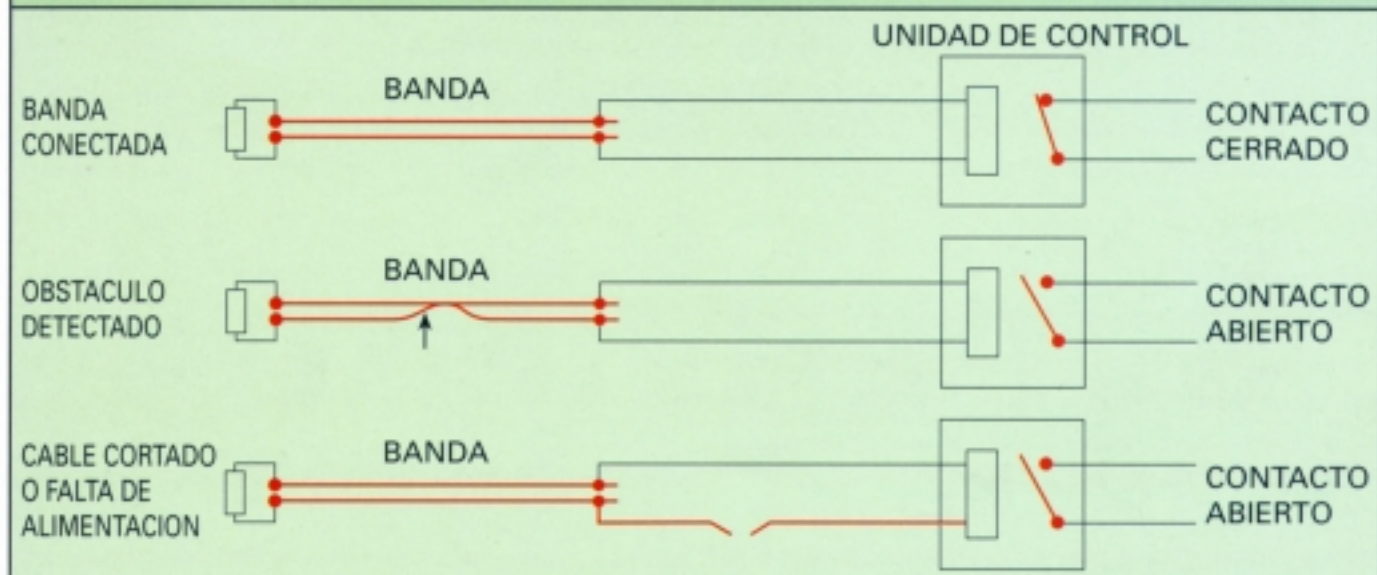 UNIDAD DE CONTROL
BANDA
CONECTADA
BANDA
CONTACTO
CERRADO
OBSTACULO
DETECTADO
BANDA
CONTACTO
ABIERTO
CABLE CORTADO
O FALTA DE
ALIMENTACION
BANDA
CONTACTO
ABIERTO